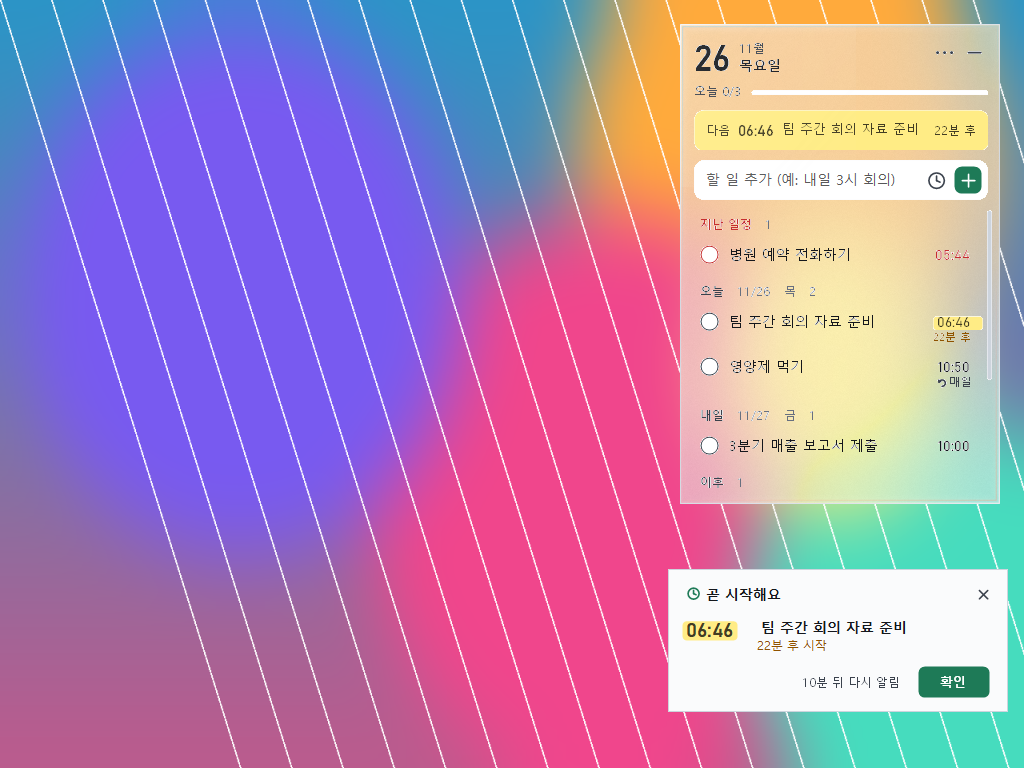 26 11월 목요일
오늘 0/3
다음 06:46 팀 주간 회의 자료 준비 22분 후
할 일 추가 (예: 내일 3시 회의)
지난 일정 1
병원 예약 전화하기 05:44
오늘 11/26 목 2
팀 주간 회의 자료 준비 06:46
22분 후
영양제 먹기 10:50
매일
내일 11/27 금 1
3분기 매출 보고서 제출 10:00
이후 1
곧 시작해요
06:46 팀 주간 회의 자료 준비
22분 후 시작
10분 뒤 다시 알림 확인